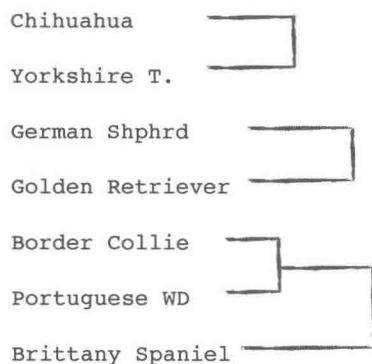 Chihuahua
Yorkshire T.
German Shphrd
Golden Retriever
Border Collie
Portuguese WD
Brittany Spaniel